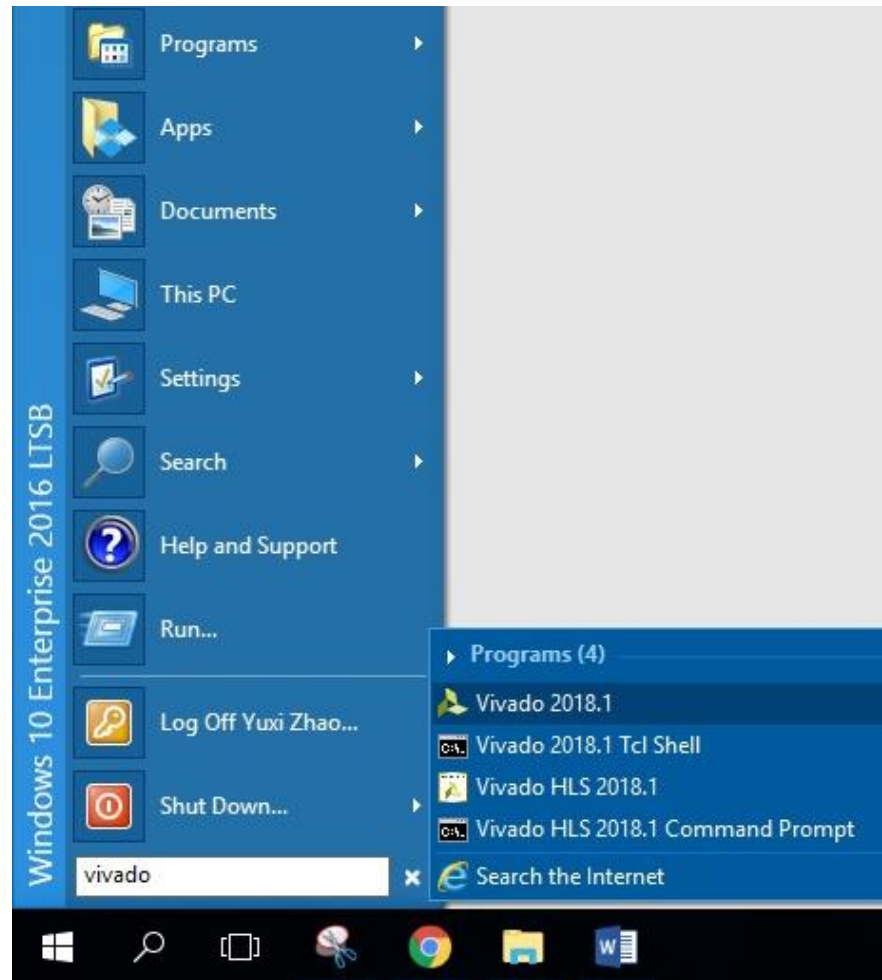 Programs
Apps
Documents
This PC
Settings
Search
Help and Support
Run...
Log Off Yuxi Zhao...
Shut Down...
vivado
Windows 10 Enterprise 2016 LTSB
Programs (4)
Vivado 2018.1
Vivado 2018.1 Tcl Shell
Vivado HLS 2018.1
Vivado HLS 2018.1 Command Prompt
Search the Internet